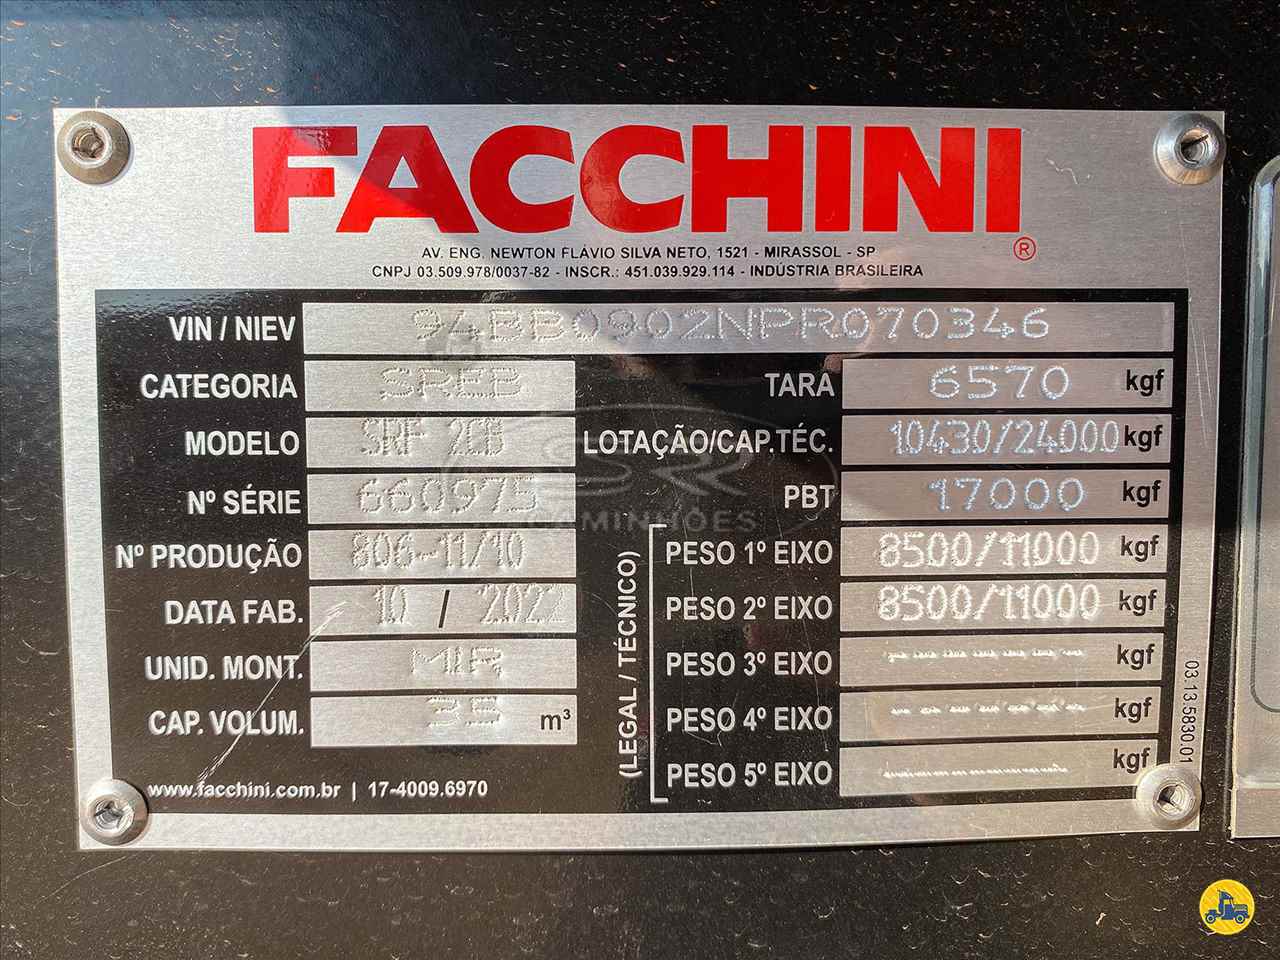 FACCHINI
®
AV. ENG. NEWTON FLÁVIO SILVA NETO, 1521 - MIRASSOL - SP
CNPJ 03.509.978/0037-82 - INSCR.: 451.039.929.114 - INDÚSTRIA BRASILEIRA
VIN / NIEV 94BB0902NPR070346
CATEGORIA SREB
MODELO SRF 2CB
Nº SÉRIE 660975
Nº PRODUÇÃO 806-11/10
DATA FAB. 10 / 2022
UNID. MONT. MIR
CAP. VOLUM. 35 m³
www.facchini.com.br | 17-4009.6970
TARA 6570 kgf
LOTAÇÃO/CAP.TÉC. 10430/24000 kgf
PBT 17000 kgf
(LEGAL / TÉCNICO)
PESO 1º EIXO 8500/11000 kgf
PESO 2º EIXO 8500/11000 kgf
PESO 3º EIXO -------- kgf
PESO 4º EIXO -------- kgf
PESO 5º EIXO -------- kgf
03.13.5830.01
SR
CAMINHÕES